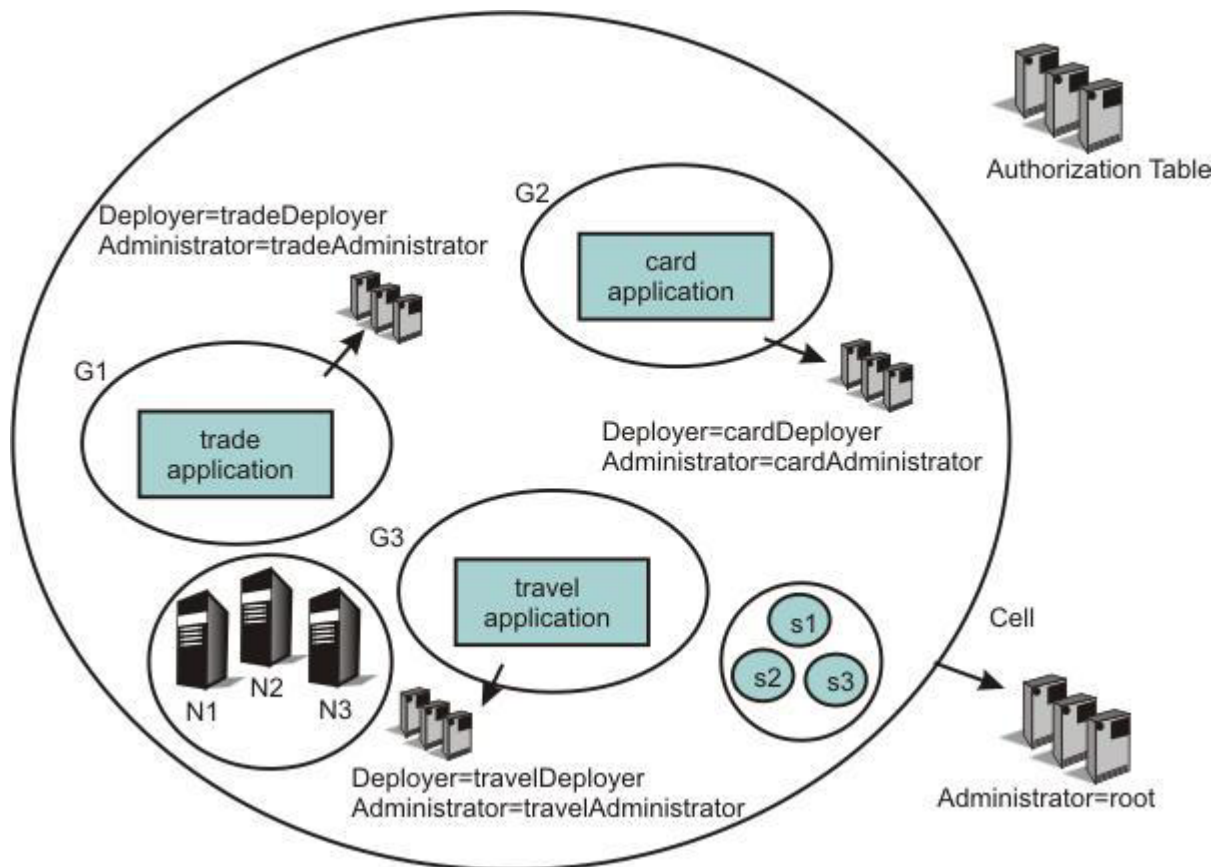 Authorization Table
G2
Deployer=tradeDeployer
Administrator=tradeAdministrator
card
application
G1
trade
application
Deployer=cardDeployer
Administrator=cardAdministrator
G3
travel
application
N1
N2
N3
s1
s2
s3
Cell
Deployer=travelDeployer
Administrator=travelAdministrator
Administrator=root